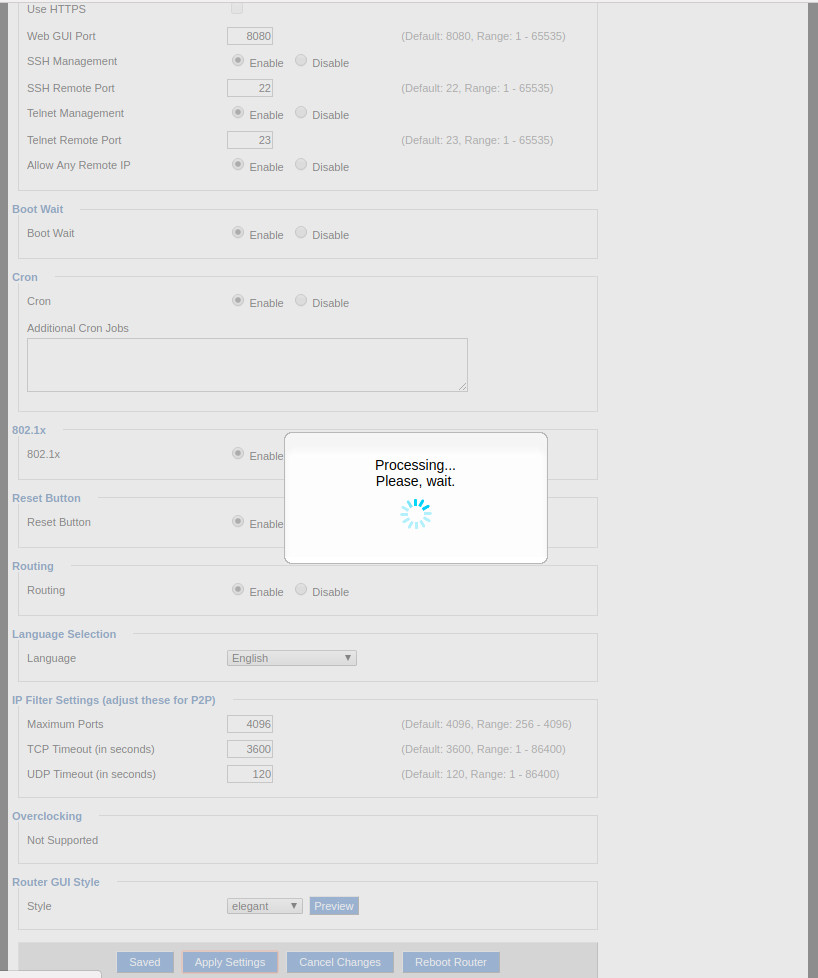 Use HTTPS
Web GUI Port 8080 (Default: 8080, Range: 1 - 65535)
SSH Management Enable Disable
SSH Remote Port 22 (Default: 22, Range: 1 - 65535)
Telnet Management Enable Disable
Telnet Remote Port 23 (Default: 23, Range: 1 - 65535)
Allow Any Remote IP Enable Disable
Boot Wait
Boot Wait Enable Disable
Cron
Cron Enable Disable
Additional Cron Jobs
802.1x
802.1x Enable
Processing...
Please, wait.
Reset Button
Reset Button Enable
Routing
Routing Enable Disable
Language Selection
Language English
IP Filter Settings (adjust these for P2P)
Maximum Ports 4096 (Default: 4096, Range: 256 - 4096)
TCP Timeout (in seconds) 3600 (Default: 3600, Range: 1 - 86400)
UDP Timeout (in seconds) 120 (Default: 120, Range: 1 - 86400)
Overclocking
Not Supported
Router GUI Style
Style elegant Preview
Saved Apply Settings Cancel Changes Reboot Router